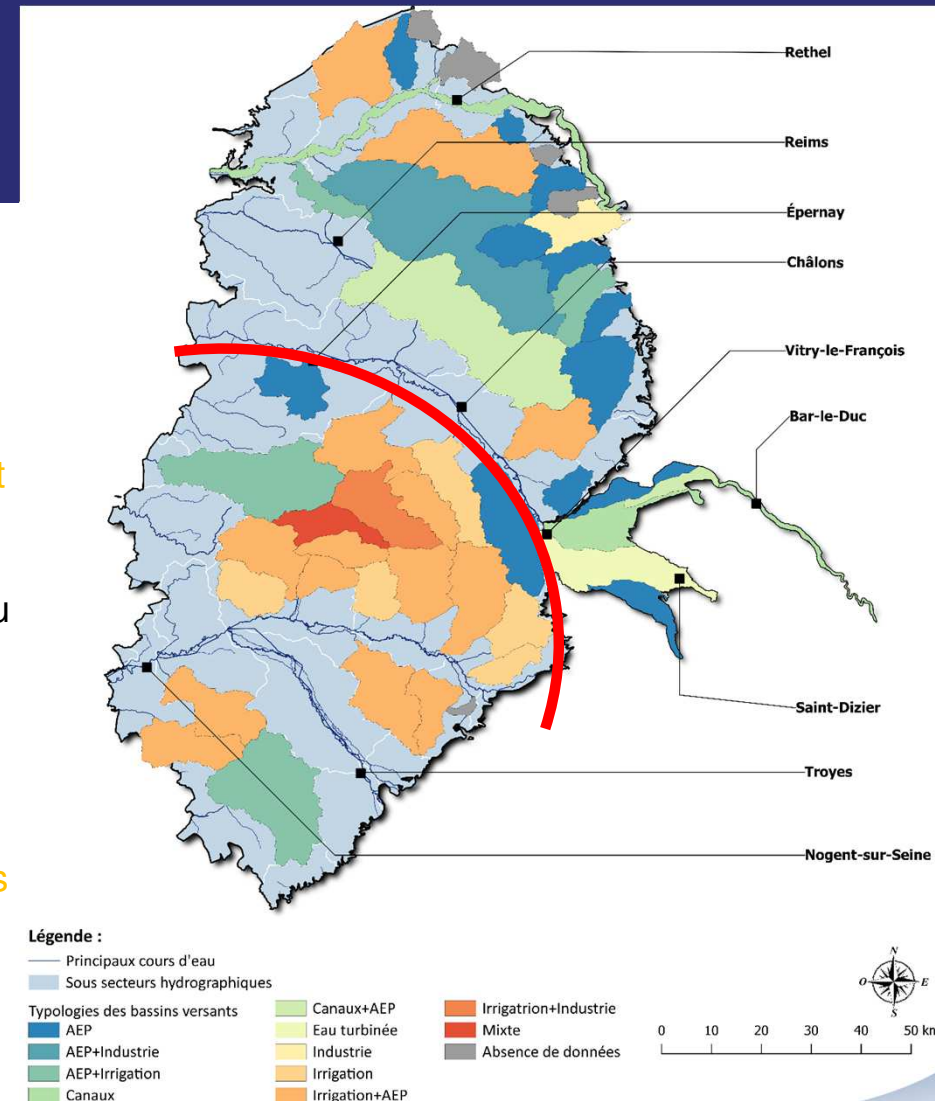 Rethel
Reims
Épernay
Châlons
Vitry-le-François
Bar-le-Duc
t
u
Saint-Dizier
Troyes
Nogent-sur-Seine
s
Légende :
Principaux cours d'eau
Sous secteurs hydrographiques
Typologies des bassins versants
AEP
AEP+Industrie
AEP+Irrigation
Canaux
Canaux+AEP
Eau turbinée
Industrie
Irrigation
Irrigation+AEP
Irrigatrion+Industrie
Mixte
Absence de données
N
O E
S
0 10 20 30 40 50 km